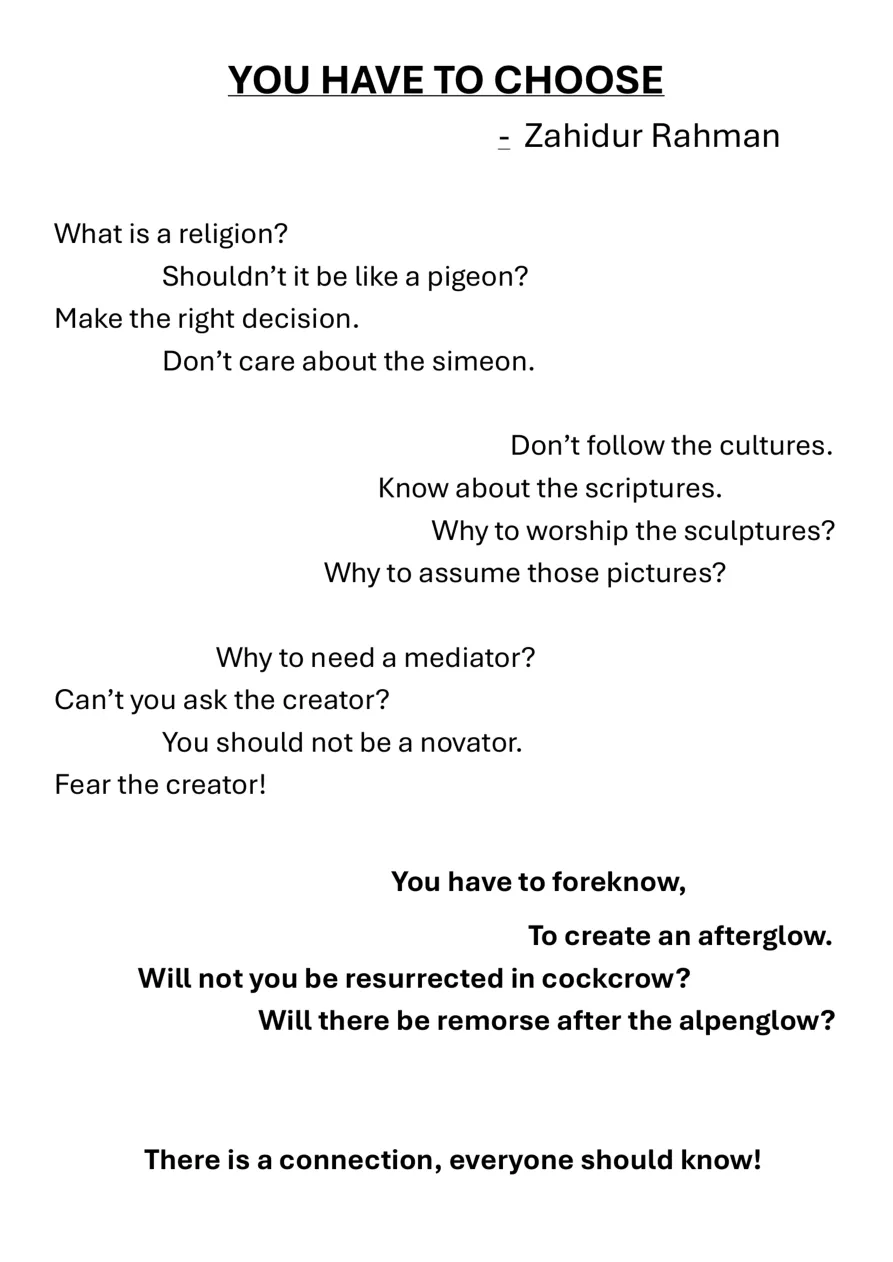 YOU HAVE TO CHOOSE
- Zahidur Rahman
What is a religion?
Shouldn’t it be like a pigeon?
Make the right decision.
Don’t care about the simeon.
Don’t follow the cultures.
Know about the scriptures.
Why to worship the sculptures?
Why to assume those pictures?
Why to need a mediator?
Can’t you ask the creator?
You should not be a novator.
Fear the creator!
You have to foreknow,
To create an afterglow.
Will not you be resurrected in cockcrow?
Will there be remorse after the alpenglow?
There is a connection, everyone should know!